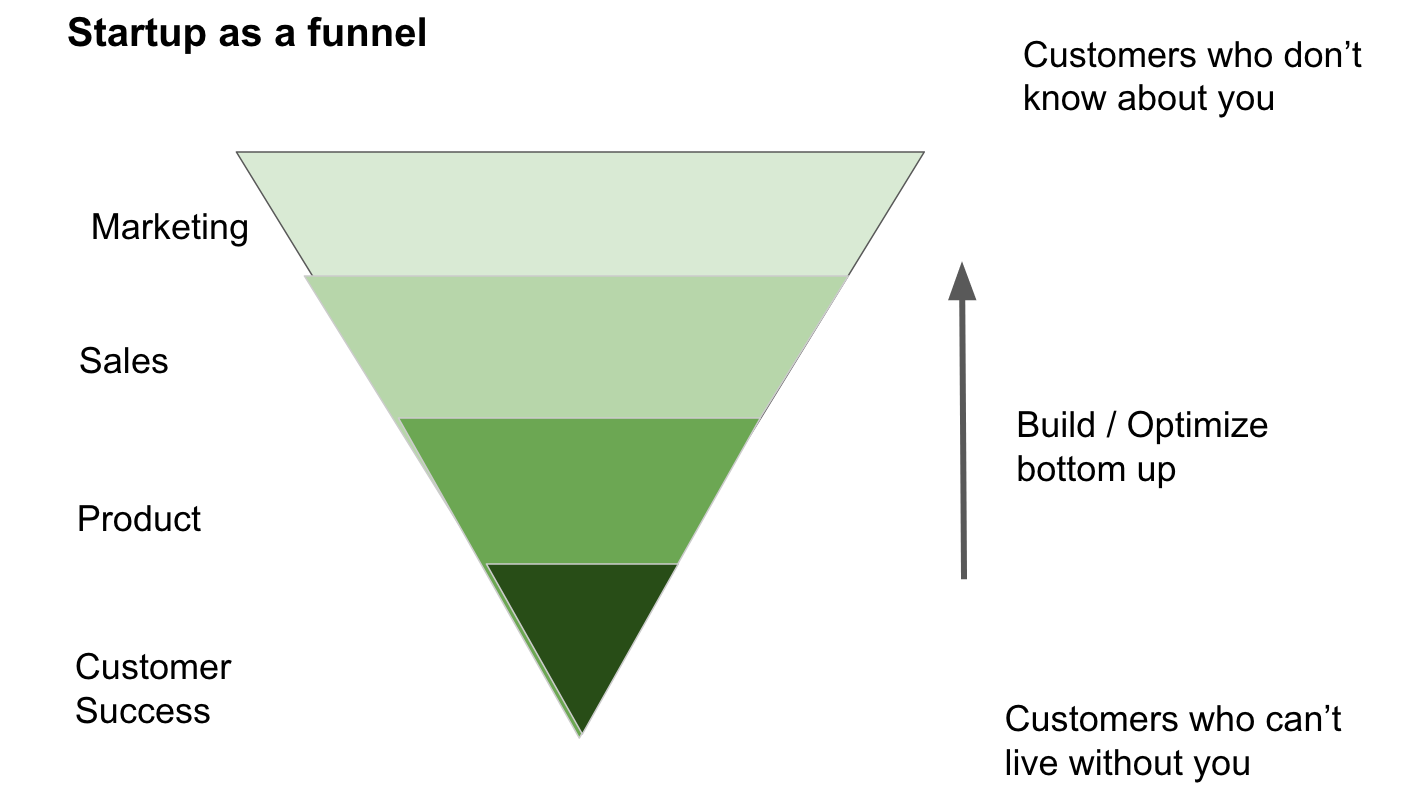 Startup as a funnel
Customers who don’t
know about you
Marketing
Sales
Build / Optimize
bottom up
Product
Customer
Success
Customers who can’t
live without you